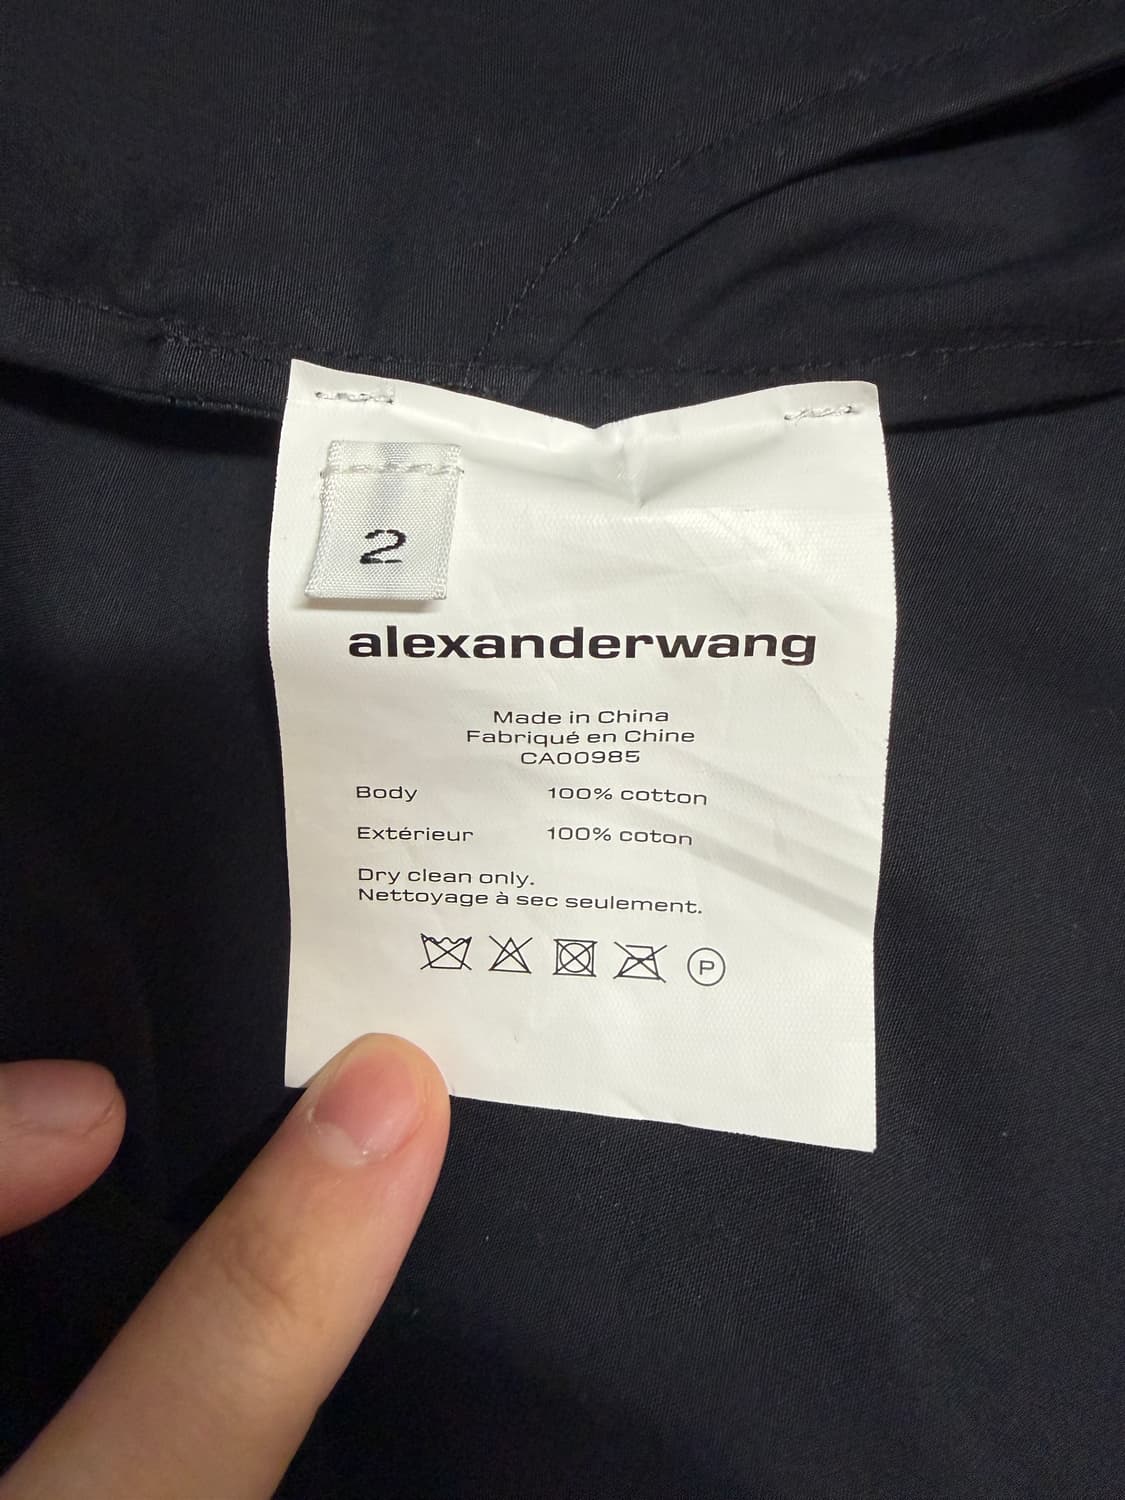 2
alexanderwang
Made in China
Fabriqué en Chine
CA00985
Body 100% cotton
Extérieur 100% coton
Dry clean only.
Nettoyage à sec seulement.
P